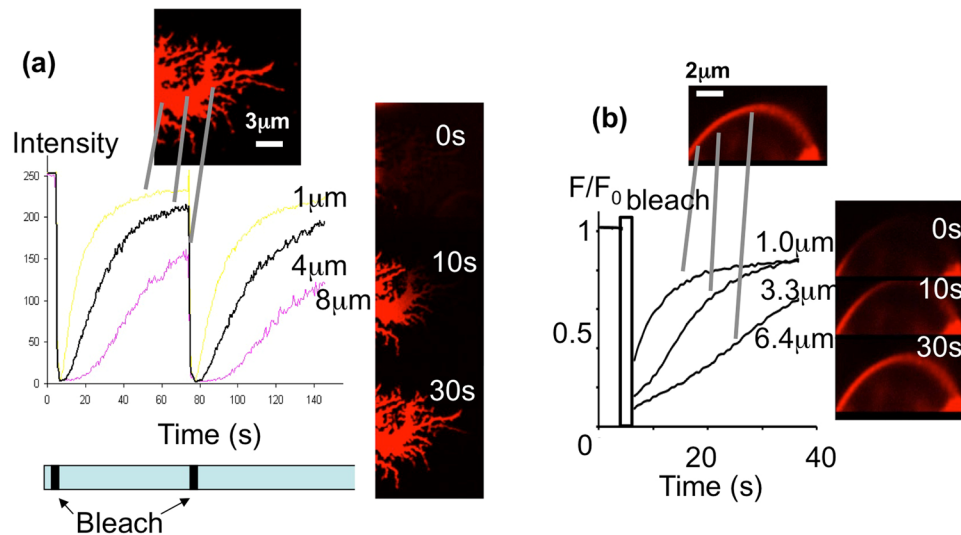 (a)
3μm
Intensity
250
200
150
100
50
0
0 20 40 60 80 100 120 140
1μm
4μm
8μm
Time (s)
Bleach
0s
10s
30s
(b)
2μm
F/F0 bleach
1
0.5
0
20 40
1.0μm
3.3μm
6.4μm
Time (s)
0s
10s
30s